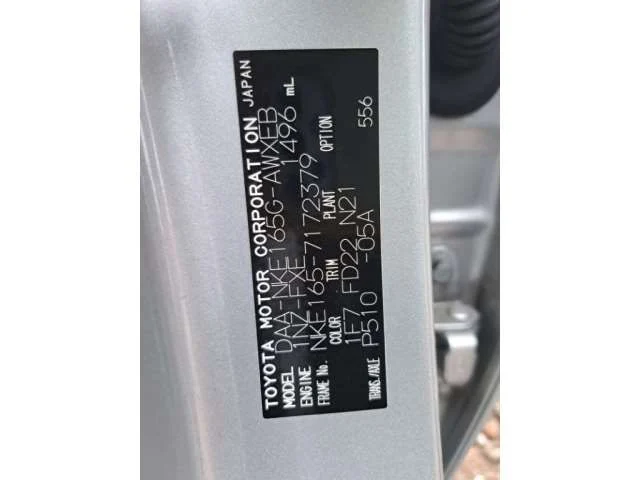 TOYOTA MOTOR CORPORATION JAPAN
MODEL DAA-NKE165G-AWXEB
ENGINE 1NZ-FXE 1496 mL
FRAME No. NKE165-7172379
COLOR TRIM PLANT OPTION
1F7 FD22 N21 556
TRANS./AXLE P510 -05A